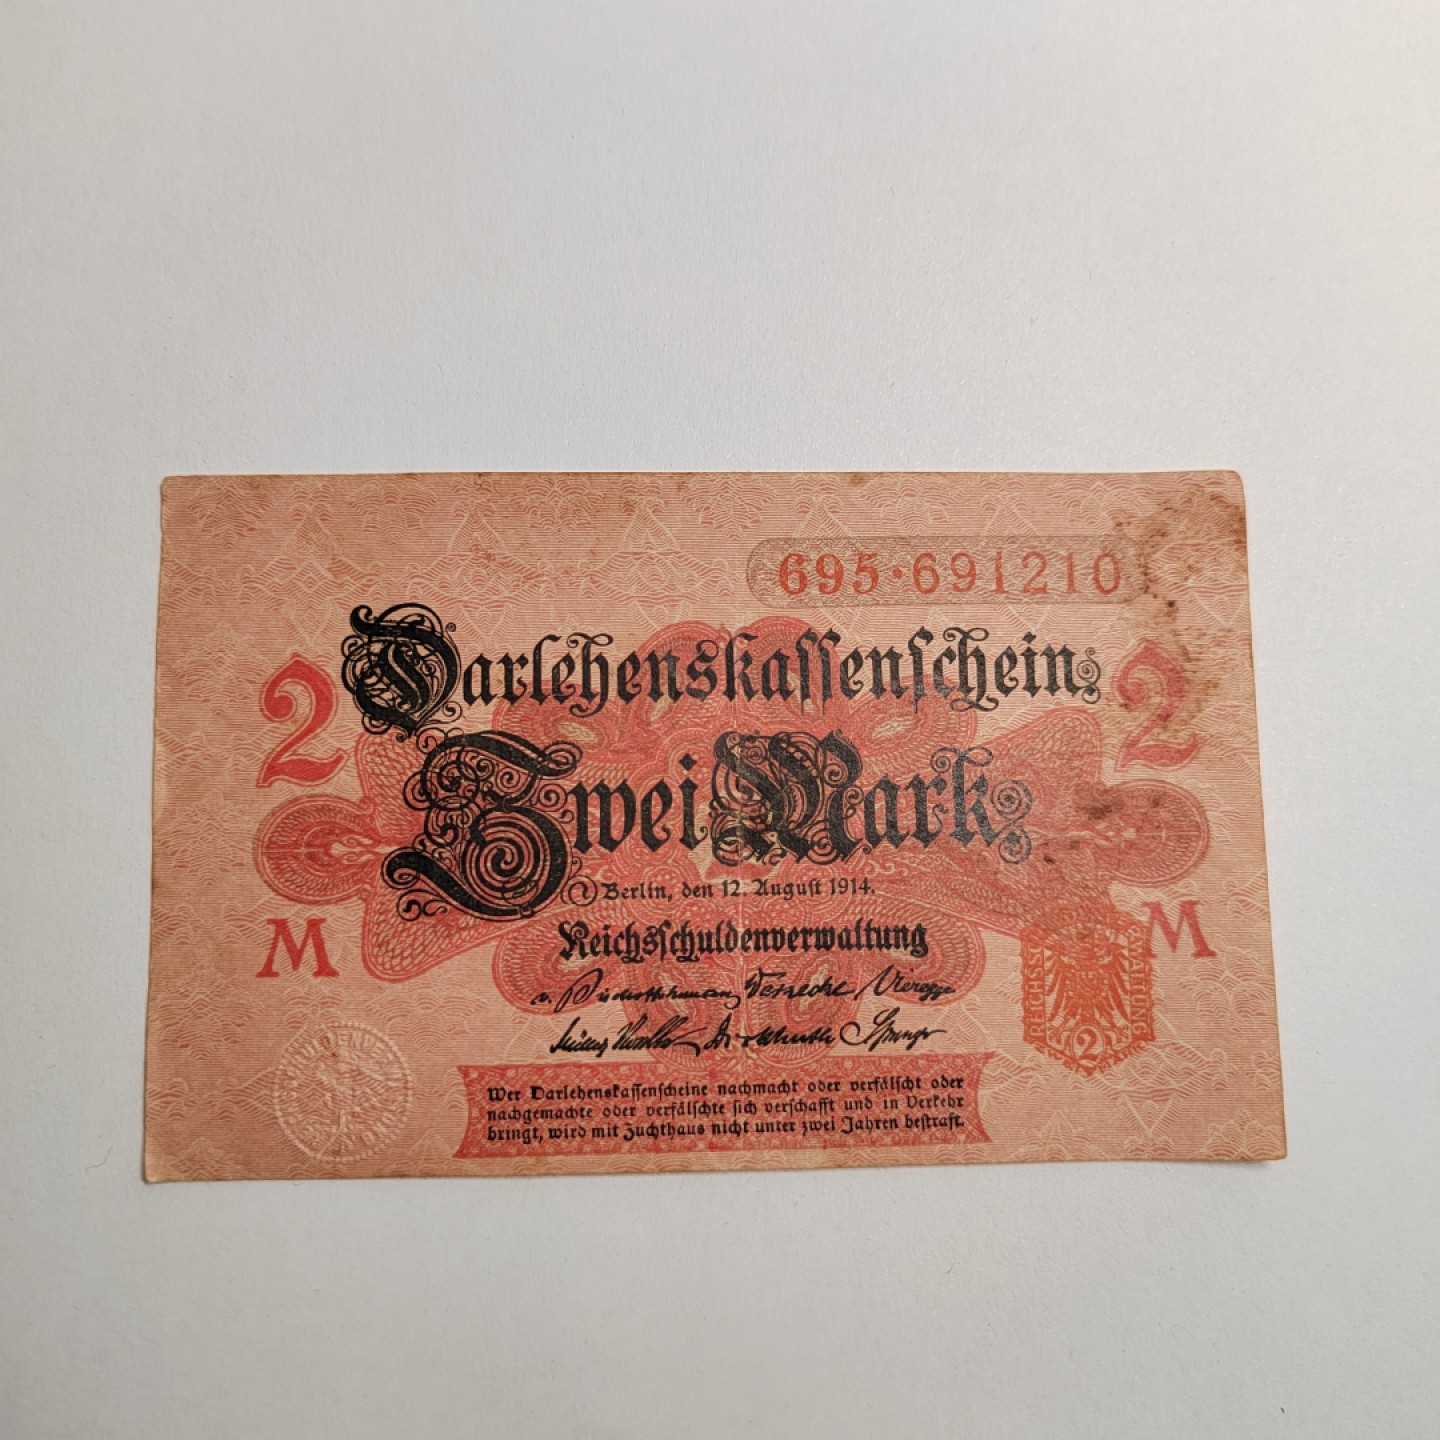 695·691210
Darlehenskassenschein
2 2
Zwei Mark
Berlin, den 12. August 1914.
Reichsschuldenverwaltung
M M
2
Wer Darlehenskassenscheine nachmacht oder verfälscht oder
nachgemachte oder verfälschte sich verschafft und in Verkehr
bringt, wird mit Zuchthaus nicht unter zwei Jahren bestraft.